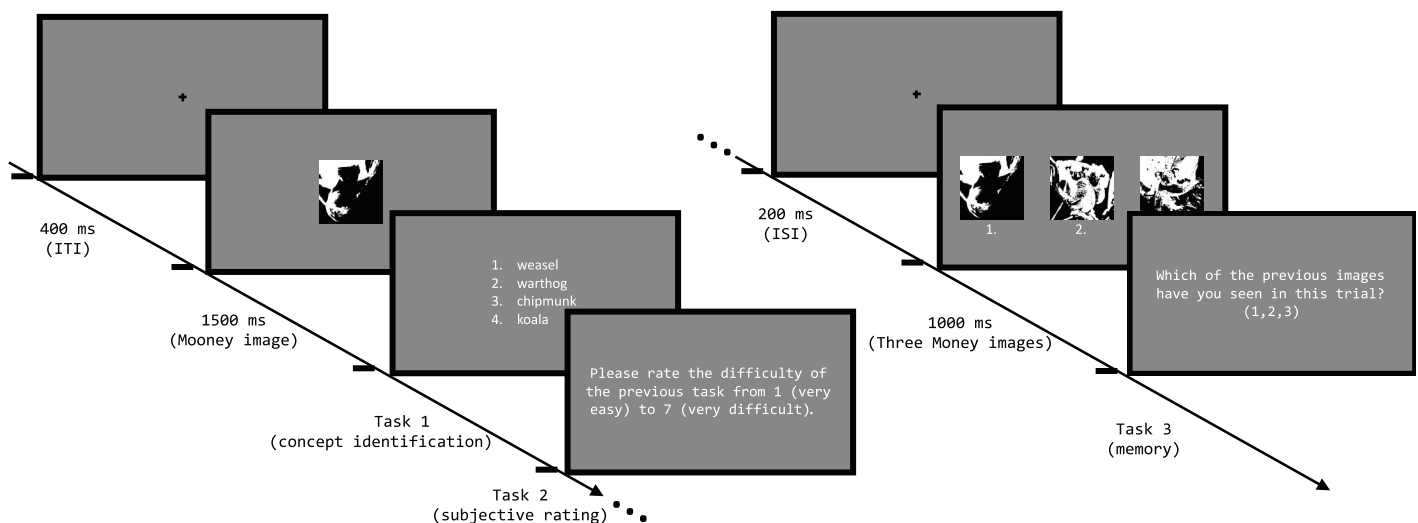 400 ms
(ITI)
1500 ms
(Mooney image)
1. weasel
2. warthog
3. chipmunk
4. koala
Task 1
(concept identification)
Please rate the difficulty of
the previous task from 1 (very
easy) to 7 (very difficult).
Task 2
(subjective rating)
200 ms
(ISI)
1.
2.
1000 ms
(Three Money images)
Which of the previous images
have you seen in this trial?
(1,2,3)
Task 3
(memory)